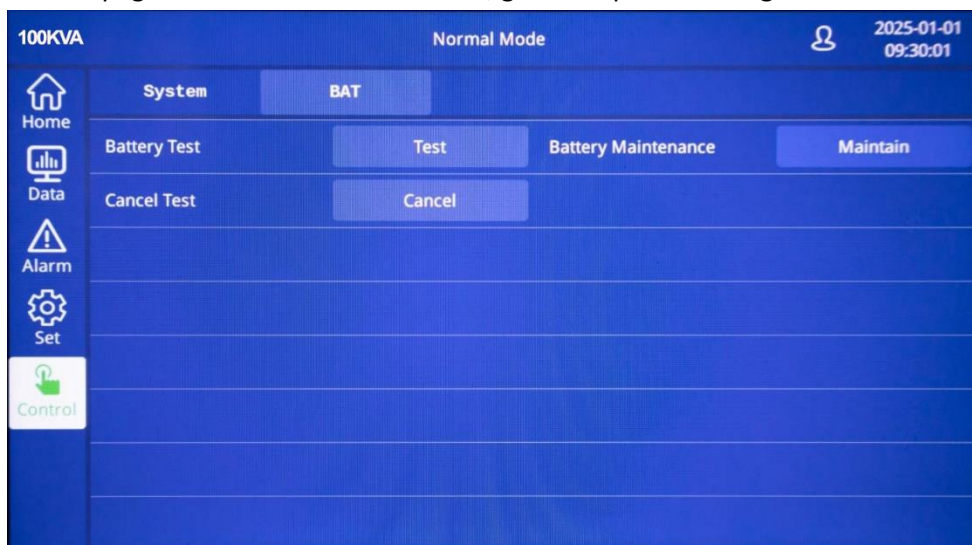 100KVA
Normal Mode
2025-01-01
09:30:01
Home
System BAT
Battery Test Test Battery Maintenance Maintain
Data
Cancel Test Cancel
Alarm
Set
Control